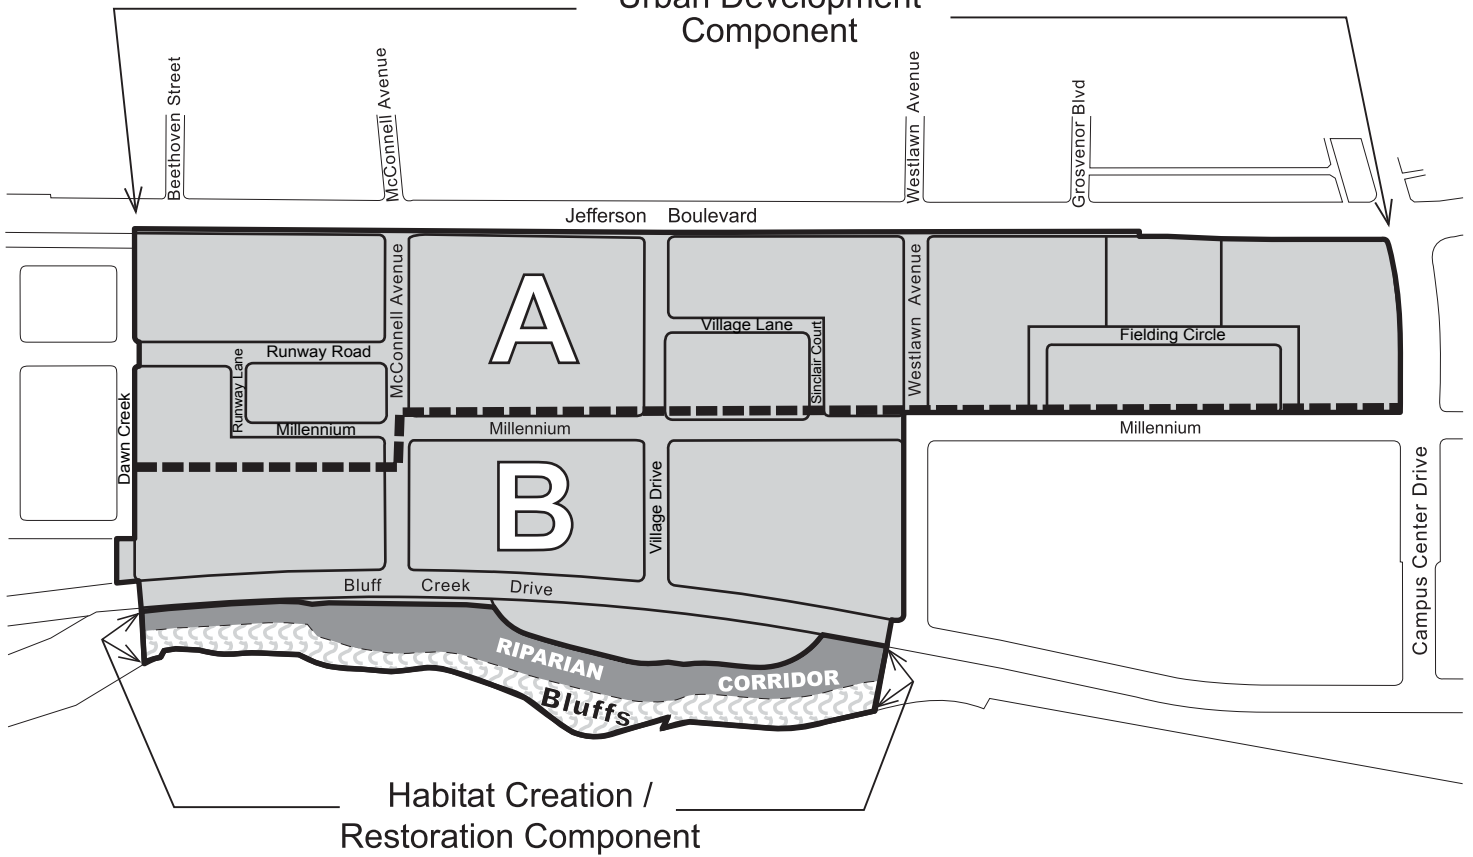 Urban Development
Component
Beethoven Street
McConnell Avenue
Westlawn Avenue
Grosvenor Blvd
Jefferson Boulevard
McConnell Avenue
A
Westlawn Avenue
Village Lane
Sinclair Court
Fielding Circle
Runway Road
Runway Lane
Dawn Creek
Millennium
Millennium
Millennium
B
Village Drive
Campus Center Drive
Bluff Creek Drive
RIPARIAN CORRIDOR
Bluffs
Habitat Creation /
Restoration Component